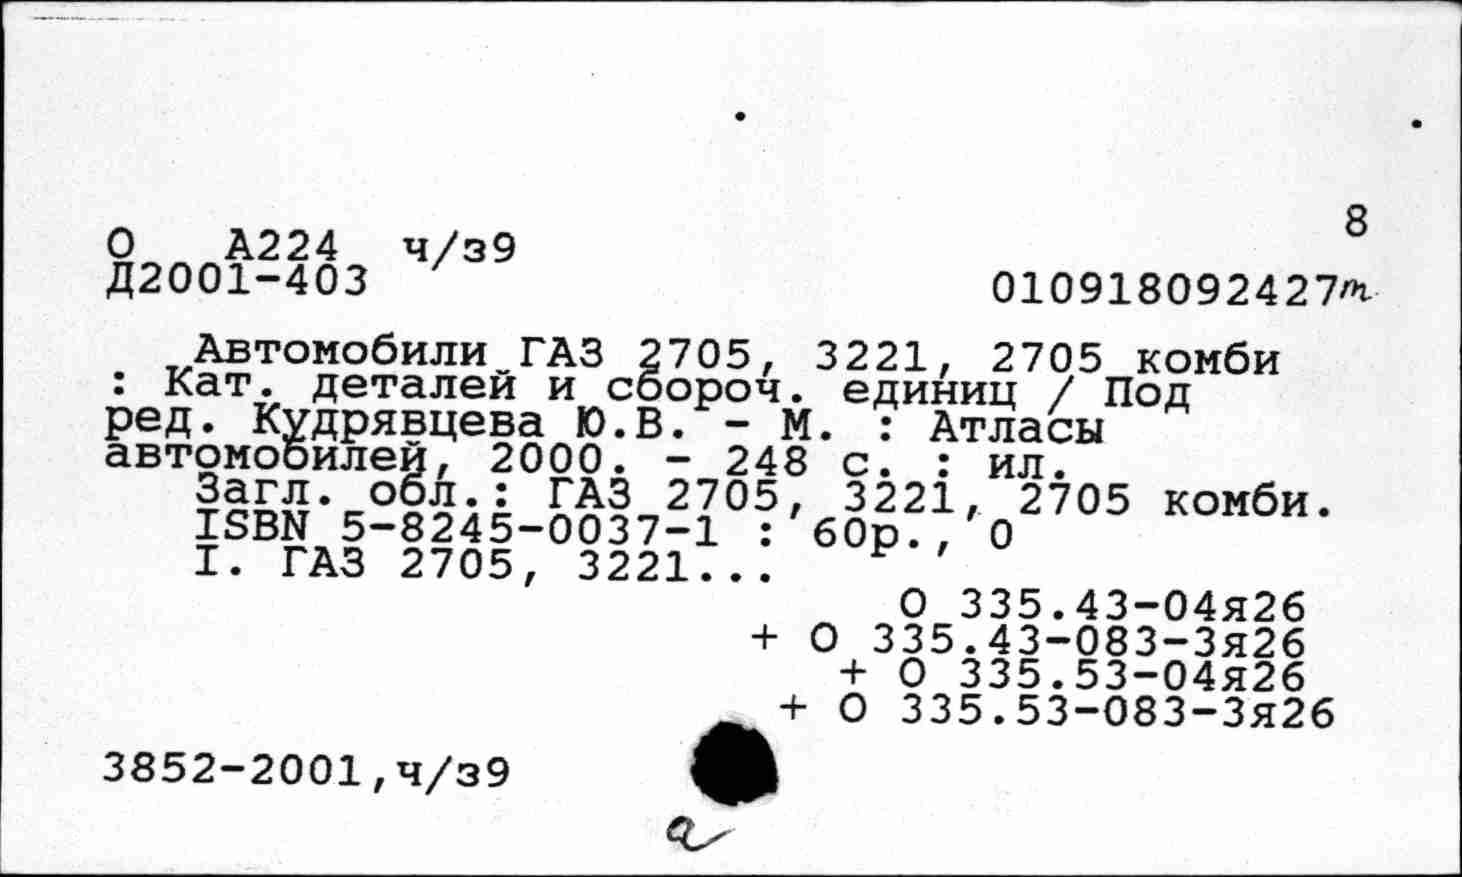 8
О А224 ч/з9
Д2001-403
010918092427т
Автомобили ГАЗ 2705, 3221, 2705 комби
: Кат. деталей и сбороч. единиц / Под
ред. Кудрявцева Ю.В. - М. : Атласы
автомобилей, 2000. - 248 с. : ил.
Загл. обл.: ГАЗ 2705, 3221, 2705 комби.
ISBN 5-8245-0037-1 : 60р., 0
I. ГАЗ 2705, 3221...
О 335.43-04я26
+ О 335.43-083-3я26
+ О 335.53-04я26
+ О 335.53-083-3я26
3852-2001,ч/з9